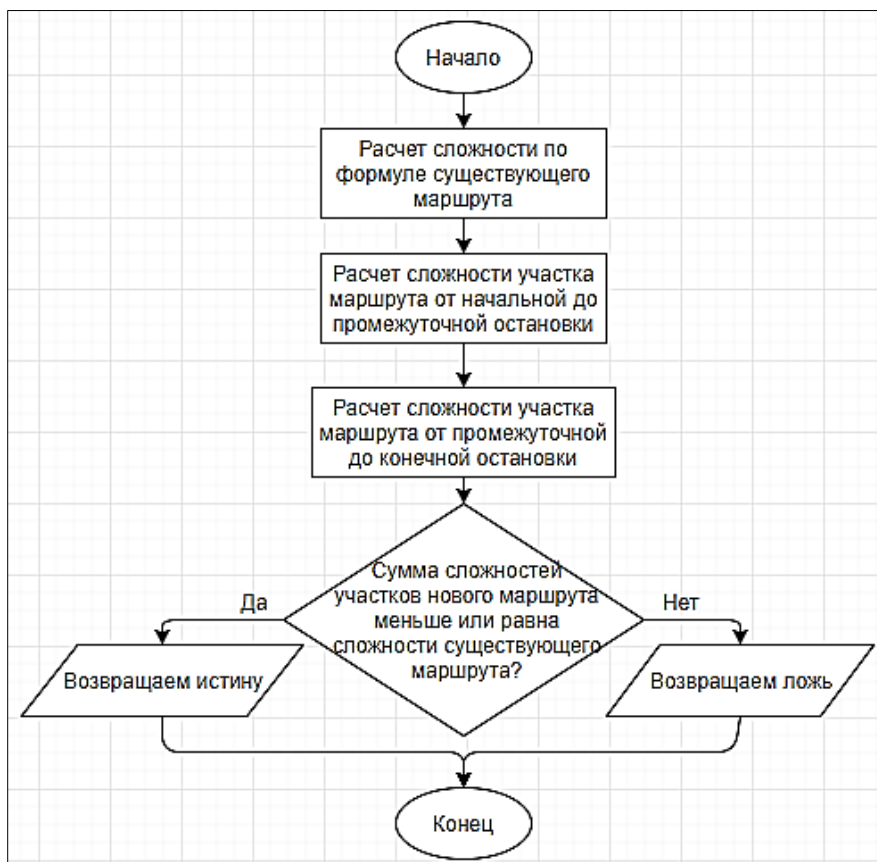 Начало
Расчет сложности по
формуле существующего
маршрута
Расчет сложности участка
маршрута от начальной до
промежуточной остановки
Расчет сложности участка
маршрута от промежуточной
до конечной остановки
Сумма сложностей
участков нового маршрута
меньше или равна
сложности существующего
маршрута?
Да
Нет
Возвращаем истину
Возвращаем ложь
Конец